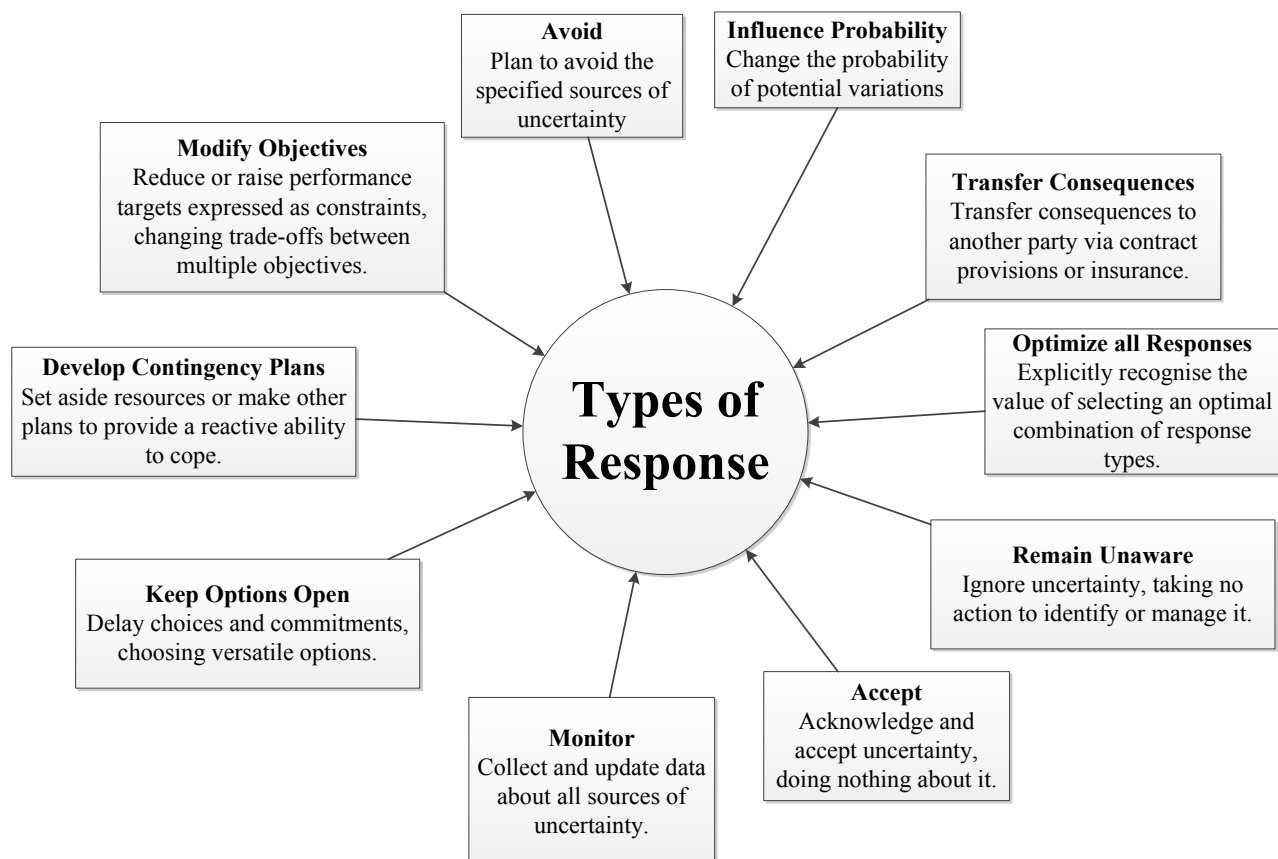 Avoid
Plan to avoid the
specified sources of
uncertainty
Influence Probability
Change the probability
of potential variations
Modify Objectives
Reduce or raise performance
targets expressed as constraints,
changing trade-offs between
multiple objectives.
Transfer Consequences
Transfer consequences to
another party via contract
provisions or insurance.
Develop Contingency Plans
Set aside resources or make other
plans to provide a reactive ability
to cope.
Types of
Response
Optimize all Responses
Explicitly recognise the
value of selecting an optimal
combination of response
types.
Keep Options Open
Delay choices and commitments,
choosing versatile options.
Remain Unaware
Ignore uncertainty, taking no
action to identify or manage it.
Monitor
Collect and update data
about all sources of
uncertainty.
Accept
Acknowledge and
accept uncertainty,
doing nothing about it.